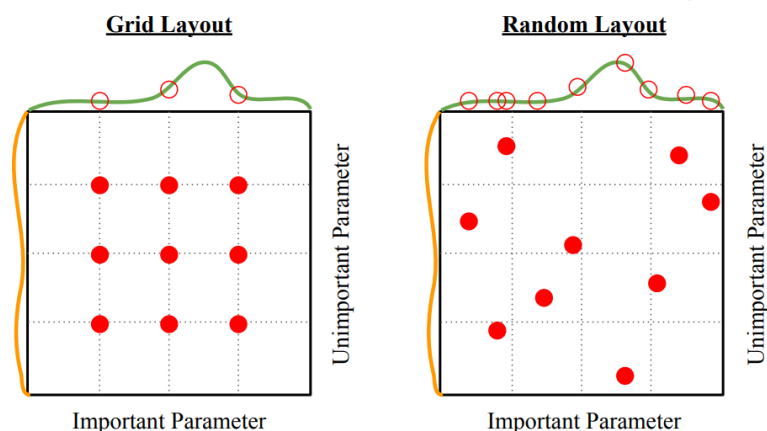 Grid Layout
Random Layout
Unimportant Parameter
Unimportant Parameter
Important Parameter
Important Parameter